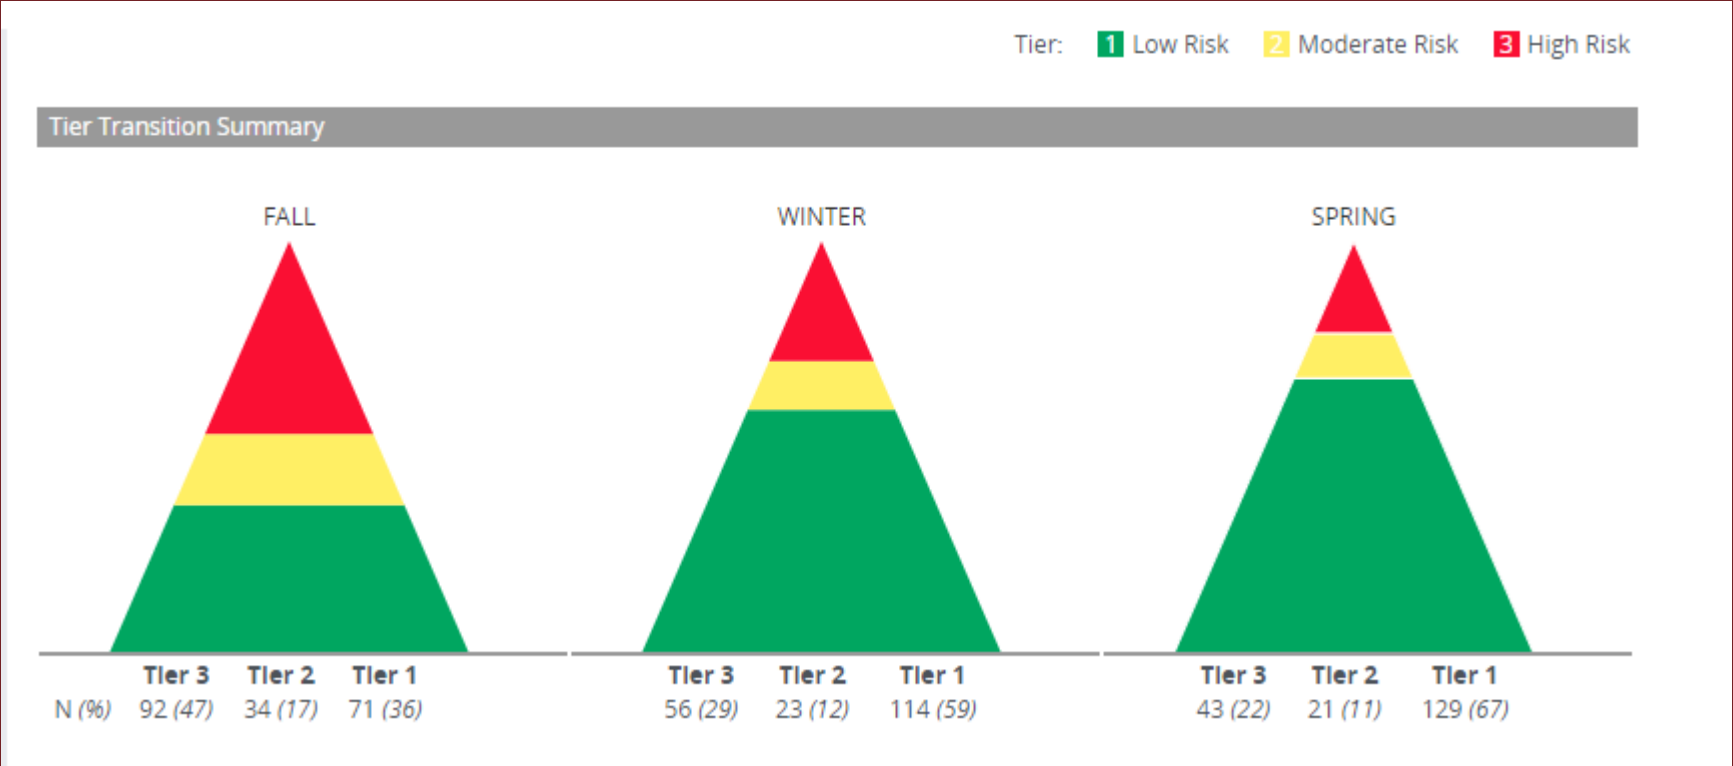 Tier: 1 Low Risk 2 Moderate Risk 3 High Risk
Tier Transition Summary
FALL WINTER SPRING
Tier 3 Tier 2 Tier 1 Tier 3 Tier 2 Tier 1 Tier 3 Tier 2 Tier 1
N (%) 92 (47) 34 (17) 71 (36) 56 (29) 23 (12) 114 (59) 43 (22) 21 (11) 129 (67)